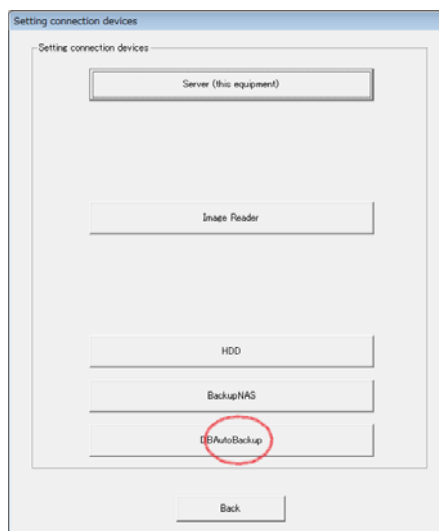 Setting connection devices
Setting connection devices
Server (this equipment)
Image Reader
HDD
BackupNAS
DBAutoBackup
Back